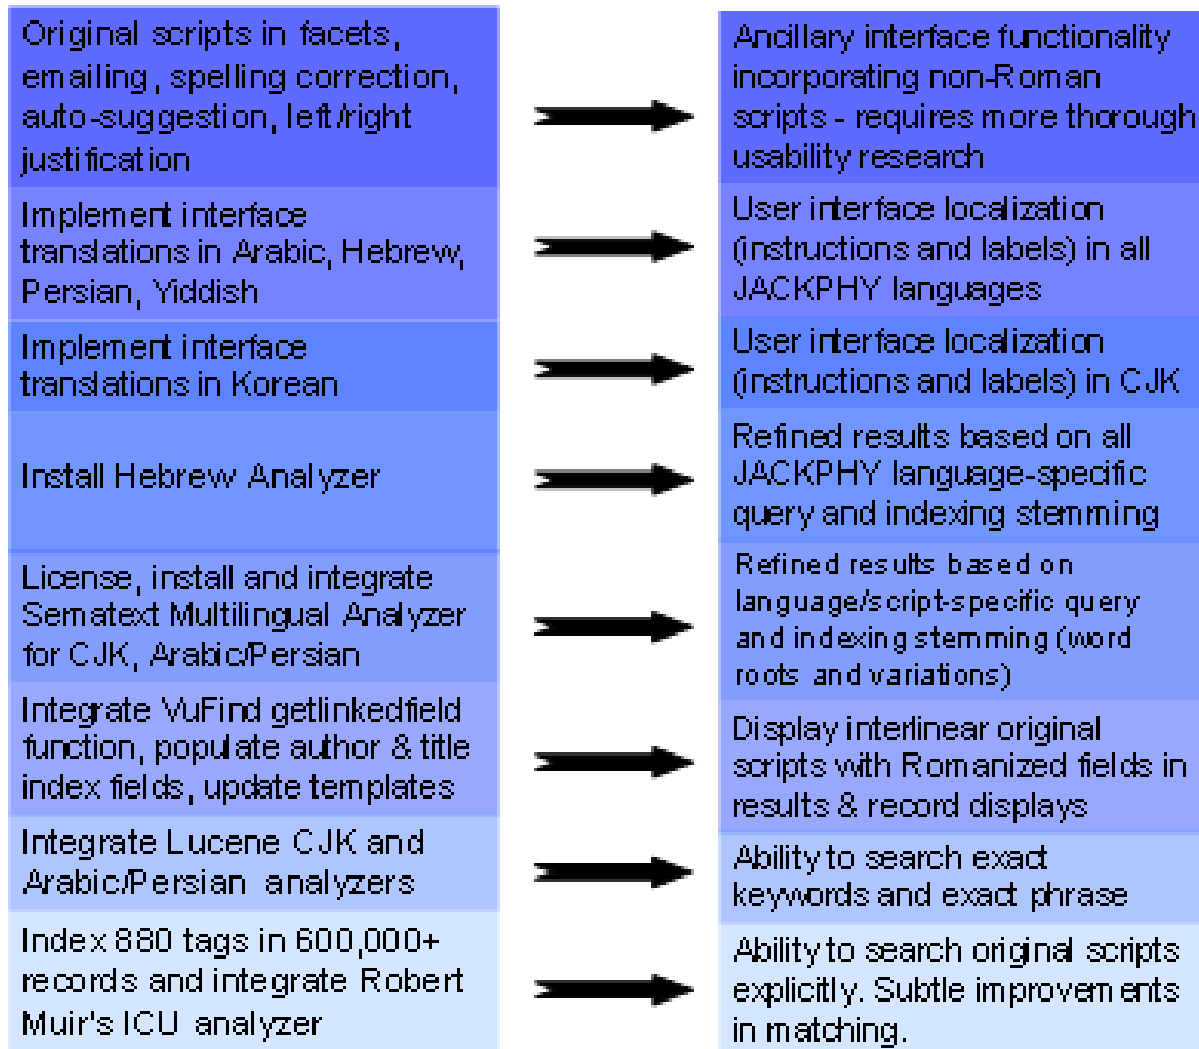 Original scripts in facets,
emailing, spelling correction,
auto-suggestion, left/right
justification
Ancillary interface functionality
incorporating non-Roman
scripts - requires more thorough
usability research
Implement interface
translations in Arabic, Hebrew,
Persian, Yiddish
User interface localization
(instructions and labels) in all
JACKPHY languages
Implement interface
translations in Korean
User interface localization
(instructions and labels) in CJK
Install Hebrew Analyzer
Refined results based on all
JACKPHY language-specific
query and indexing stemming
License, install and integrate
Sematext Multilingual Analyzer
for CJK, Arabic/Persian
Refined results based on
language/script-specific query
and indexing stemming (word
roots and variations)
Integrate VuFind getlinkedfield
function, populate author & title
index fields, update templates
Display interlinear original
scripts with Romanized fields in
results & record displays
Integrate Lucene CJK and
Arabic/Persian analyzers
Ability to search exact
keywords and exact phrase
Index 880 tags in 600,000+
records and integrate Robert
Muir's ICU analyzer
Ability to search original scripts
explicitly. Subtle improvements
in matching.